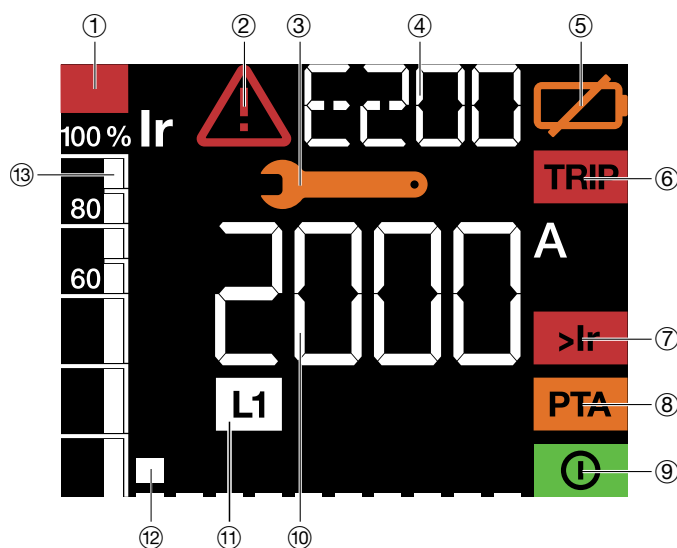 ① ② ③ ④ ⑤
Ir E-200
100 %
⑬ TRIP ⑥
80
A
60
2000
>Ir ⑦
L1 PTA ⑧
⑨
⑫ ⑪ ⑩